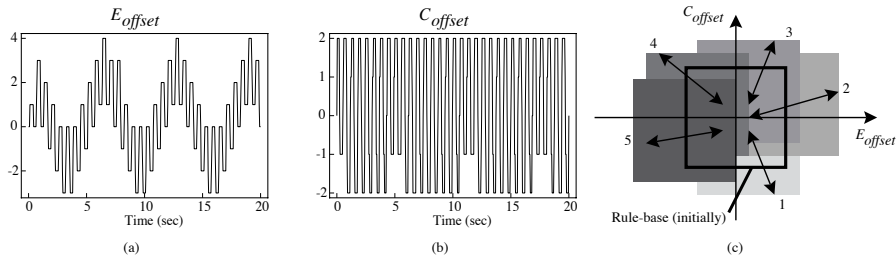 E_offset
4
2
0
-2
0
5
10
15
20
Time (sec)
(a)
C_offset
2
1
0
-1
-2
0
5
10
15
20
Time (sec)
(b)
C_offset
3
4
2
E_offset
5
1
Rule-base (initially)
(c)